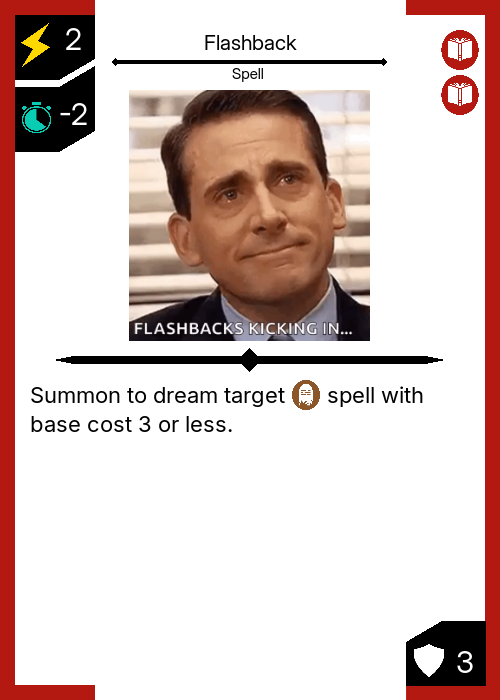 2
Flashback
Spell
-2
FLASHBACKS KICKING IN...
Summon to dream target spell with
base cost 3 or less.
3